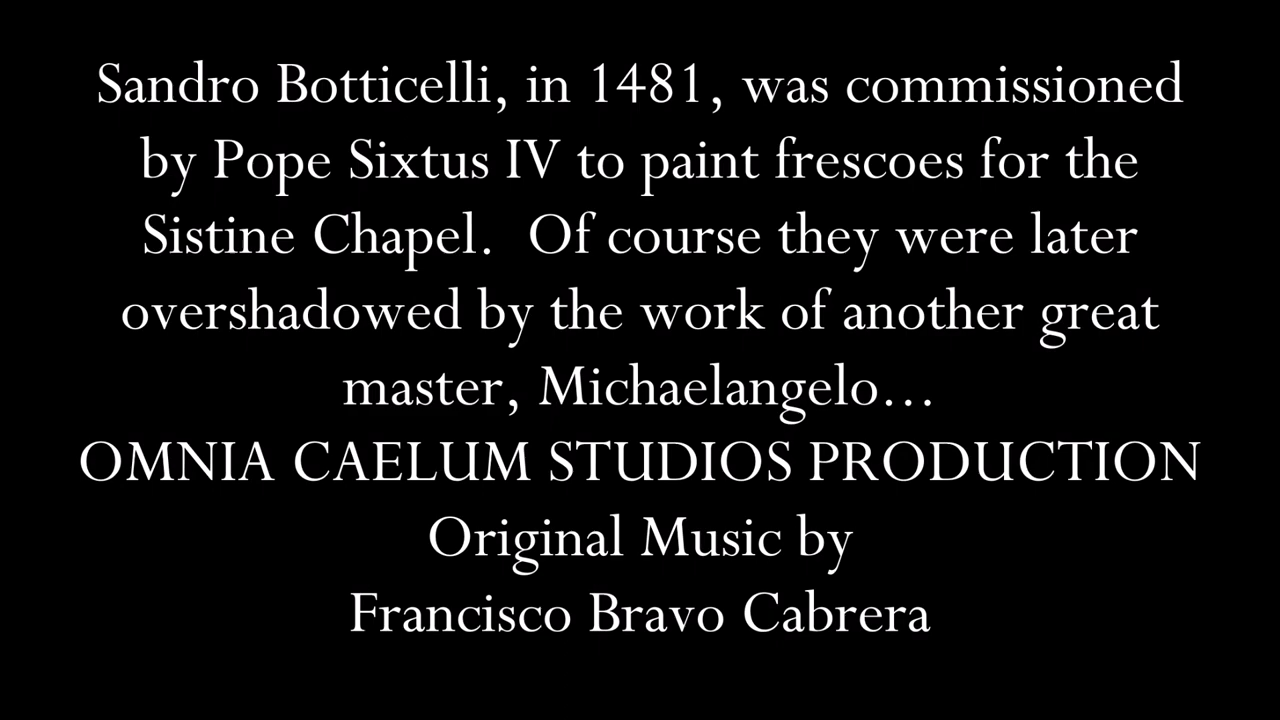 Sandro Botticelli, in 1481, was commissioned
by Pope Sixtus IV to paint frescoes for the
Sistine Chapel.  Of course they were later
overshadowed by the work of another great
master, Michaelangelo...
OMNIA CAELUM STUDIOS PRODUCTION
Original Music by
Francisco Bravo Cabrera